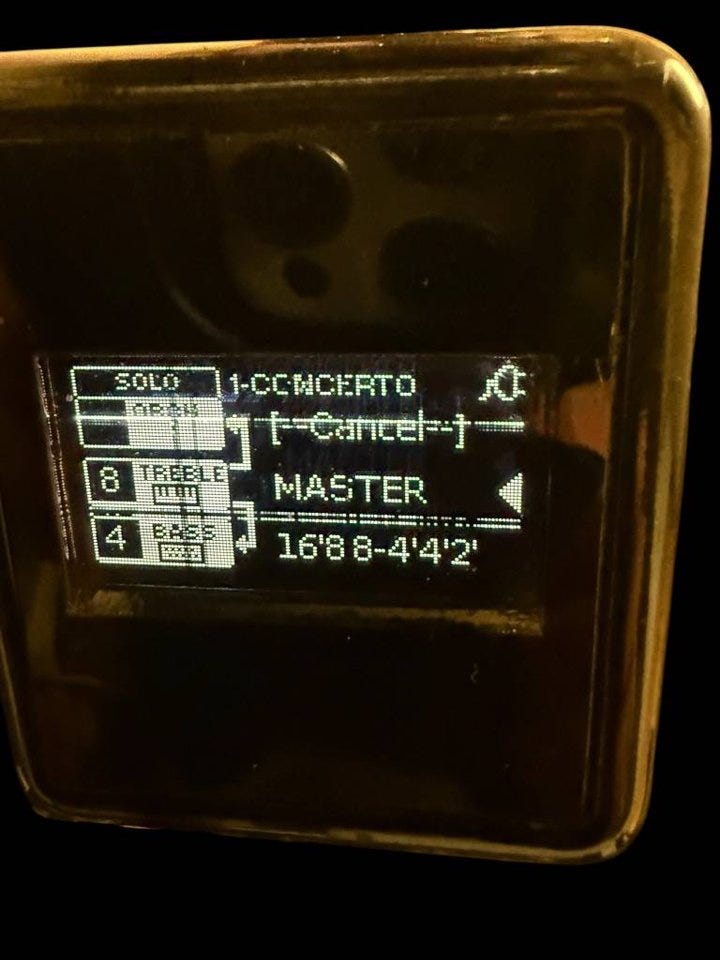 SOLO 1-CONCERTO
[--Cancel--]
8 TREBLE MASTER
4 BASS 16'8 8-4'4'2'